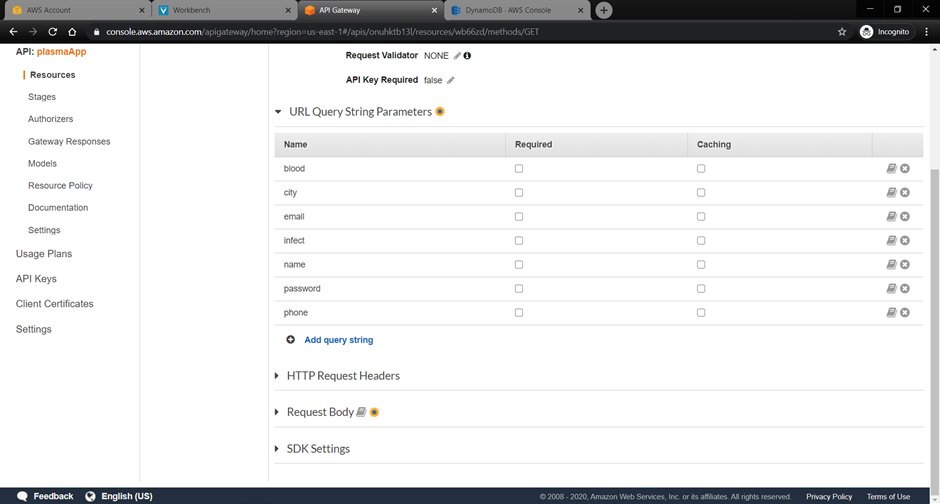 AWS Account
Workbench
API Gateway
DynamoDB - AWS Console
console.aws.amazon.com/apigateway/home?region=us-east-1#/apis/onuhktb13l/resources/wb66zd/methods/GET
Incognito
API: plasmaApp
Resources
Stages
Authorizers
Gateway Responses
Models
Resource Policy
Documentation
Settings
Usage Plans
API Keys
Client Certificates
Settings
Request Validator NONE
API Key Required false
URL Query String Parameters
Name Required Caching
blood
city
email
infect
name
password
phone
Add query string
HTTP Request Headers
Request Body
SDK Settings
Feedback English (US)
© 2008 - 2020, Amazon Web Services, Inc. or its affiliates. All rights reserved. Privacy Policy Terms of Use